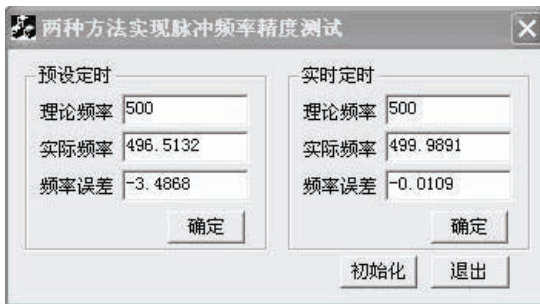 两种方法实现脉冲频率精度测试
预设定时
理论频率 500
实际频率 496.5132
频率误差 -3.4868
确定
实时定时
理论频率 500
实际频率 499.9891
频率误差 -0.0109
确定
初始化 退出